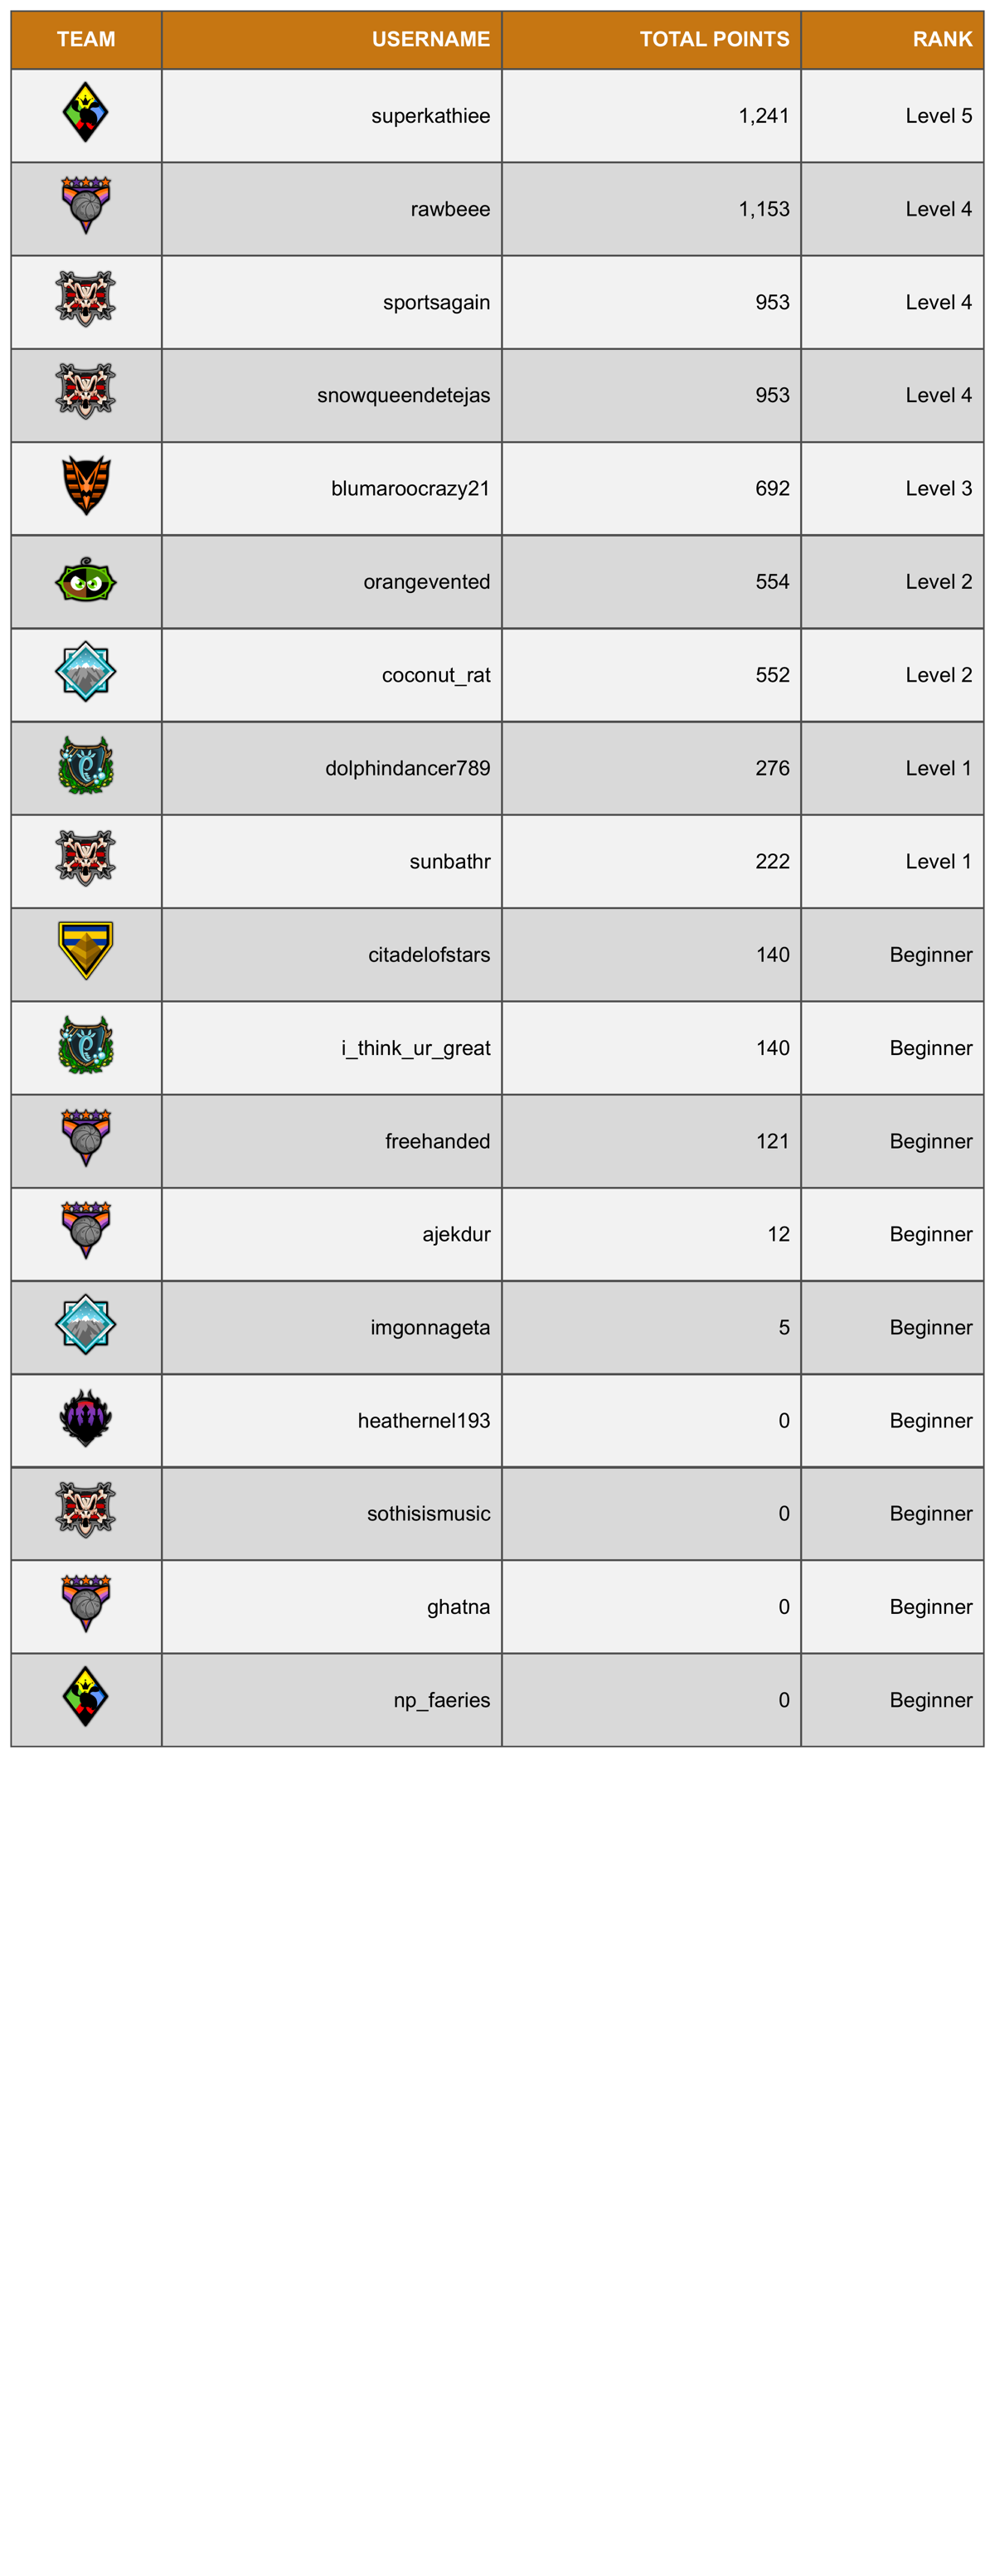 TEAM USERNAME TOTAL POINTS RANK
superkathiee 1,241 Level 5
rawbeee 1,153 Level 4
sportsagain 953 Level 4
snowqueendetejas 953 Level 4
blumaroocrazy21 692 Level 3
orangevented 554 Level 2
coconut_rat 552 Level 2
dolphindancer789 276 Level 1
sunbathr 222 Level 1
citadelofstars 140 Beginner
i_think_ur_great 140 Beginner
freehanded 121 Beginner
ajekdur 12 Beginner
imgonnageta 5 Beginner
heathernel193 0 Beginner
sothisismusic 0 Beginner
ghatna 0 Beginner
np_faeries 0 Beginner